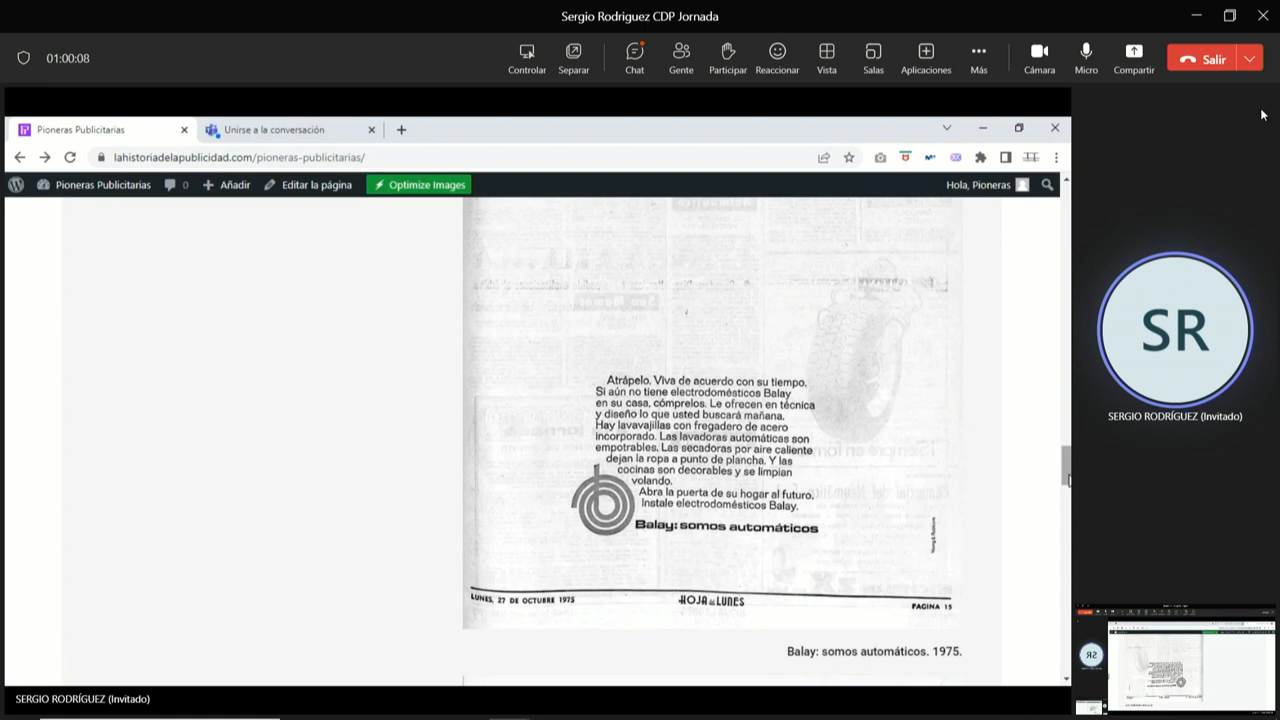 Sergio Rodriguez CDP Jornada
01:00:08
Controlar Separar Chat Gente Participar Reaccionar Vista Salas Aplicaciones Más Cámara Micro Compartir Salir
Pioneras Publicitarias Unirse a la conversación
lahistoriadelapublicidad.com/pioneras-publicitarias/
Pioneras Publicitarias 0 Añadir Editar la página Optimize Images Hola, Pioneras
Atrápelo. Viva de acuerdo con su tiempo.
Si aún no tiene electrodomésticos Balay
en su casa, cómprelos. Le ofrecen en técnica
y diseño lo que usted buscará mañana.
Hay lavavajillas con fregadero de acero
incorporado. Las lavadoras automáticas son
empotrables. Las secadoras por aire caliente
dejan la ropa a punto de plancha. Y las
cocinas son decorables y se limpian
volando.
Abra la puerta de su hogar al futuro.
Instale electrodomésticos Balay.
Balay: somos automáticos
Young & Rubicam
LUNES, 27 DE OCTUBRE 1975 HOJA del LUNES PAGINA 15
Balay: somos automáticos. 1975.
SR
SERGIO RODRÍGUEZ (Invitado)
SERGIO RODRÍGUEZ (Invitado)